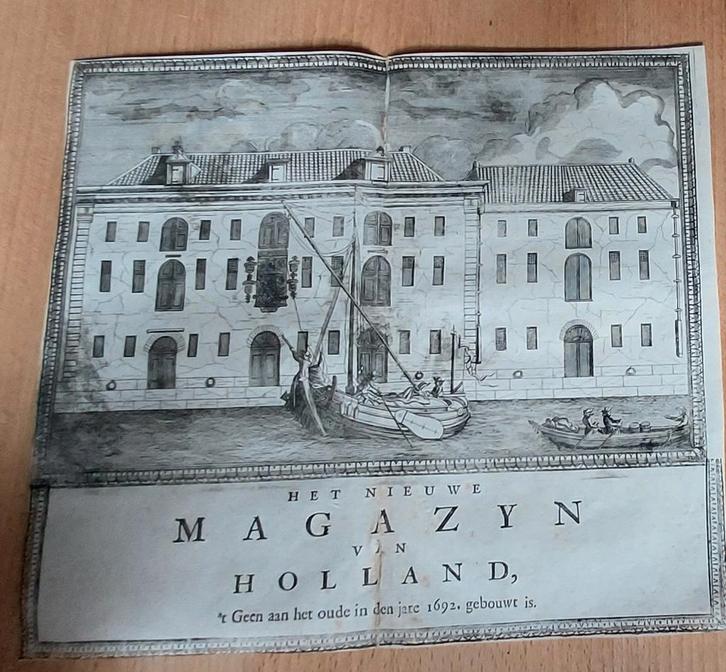 HET NIEUWE
MAGAZYN
VAN
HOLLAND,
't Geen aan het oude in den jare 1692. gebouwt is.